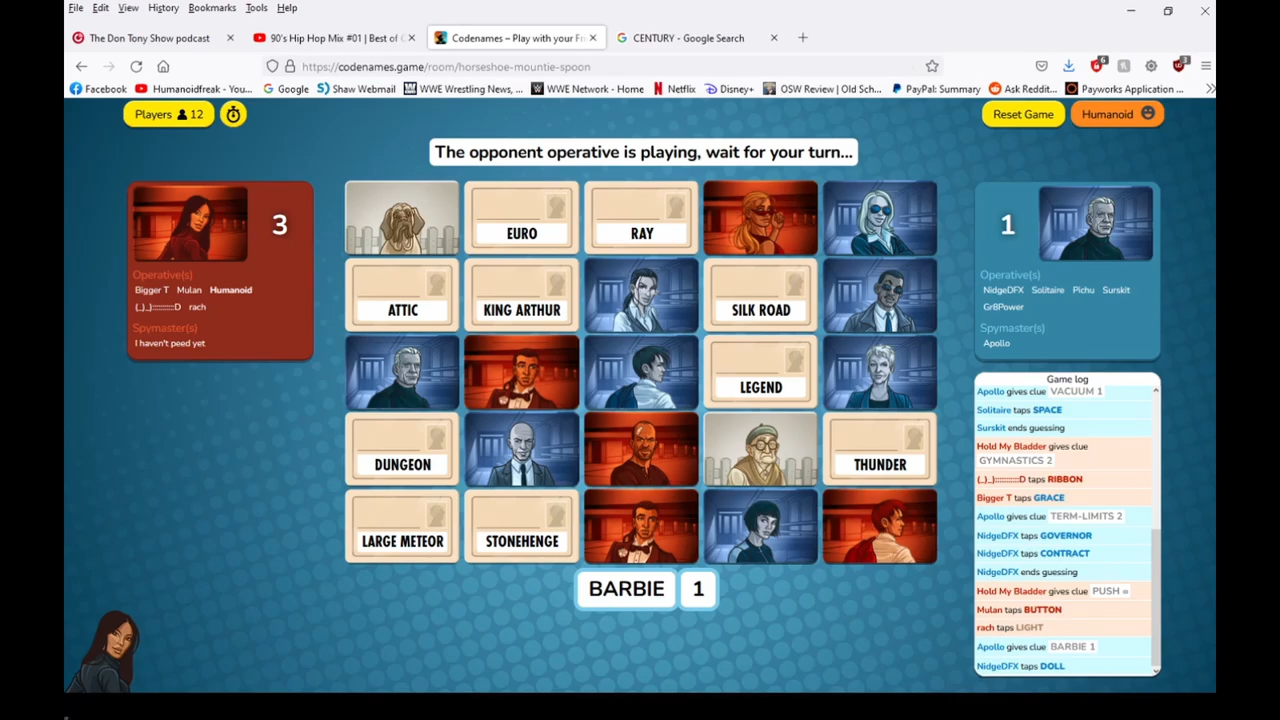 File Edit View History Bookmarks Tools Help
The Don Tony Show podcast
90's Hip Hop Mix #01 | Best of
Codenames – Play with your Fr
CENTURY - Google Search
https://codenames.game/room/horseshoe-mountie-spoon
6
3
Facebook
Humanoidfreak - You...
Google
Shaw Webmail
WWE Wrestling News, ...
WWE Network - Home
Netflix
Disney+
OSW Review | Old Sch...
PayPal: Summary
Ask Reddit...
Payworks Application ...
Players 12
Reset Game
Humanoid
The opponent operative is playing, wait for your turn...
3
Operative(s)
Bigger T Mulan Humanoid
(_)_):::::::::::D rach
Spymaster(s)
I haven't peed yet
EURO
RAY
ATTIC
KING ARTHUR
SILK ROAD
LEGEND
DUNGEON
THUNDER
LARGE METEOR
STONEHENGE
BARBIE 1
1
Operative(s)
NidgeDFX Solitaire Pichu Surskit
Gr8Power
Spymaster(s)
Apollo
Game log
Apollo gives clue VACUUM 1
Solitaire taps SPACE
Surskit ends guessing
Hold My Bladder gives clue
GYMNASTICS 2
(_)_):::::::::::D taps RIBBON
Bigger T taps GRACE
Apollo gives clue TERM-LIMITS 2
NidgeDFX taps GOVERNOR
NidgeDFX taps CONTRACT
NidgeDFX ends guessing
Hold My Bladder gives clue PUSH ∞
Mulan taps BUTTON
rach taps LIGHT
Apollo gives clue BARBIE 1
NidgeDFX taps DOLL